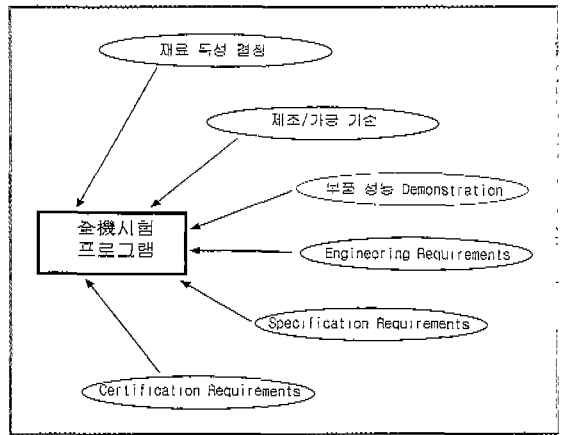 재료 특성 결정
제조/가공 기술
부품 성능 Demonstration
全機시험
프로그램
Engineering Requirements
Specification Requirements
Certification Requirements